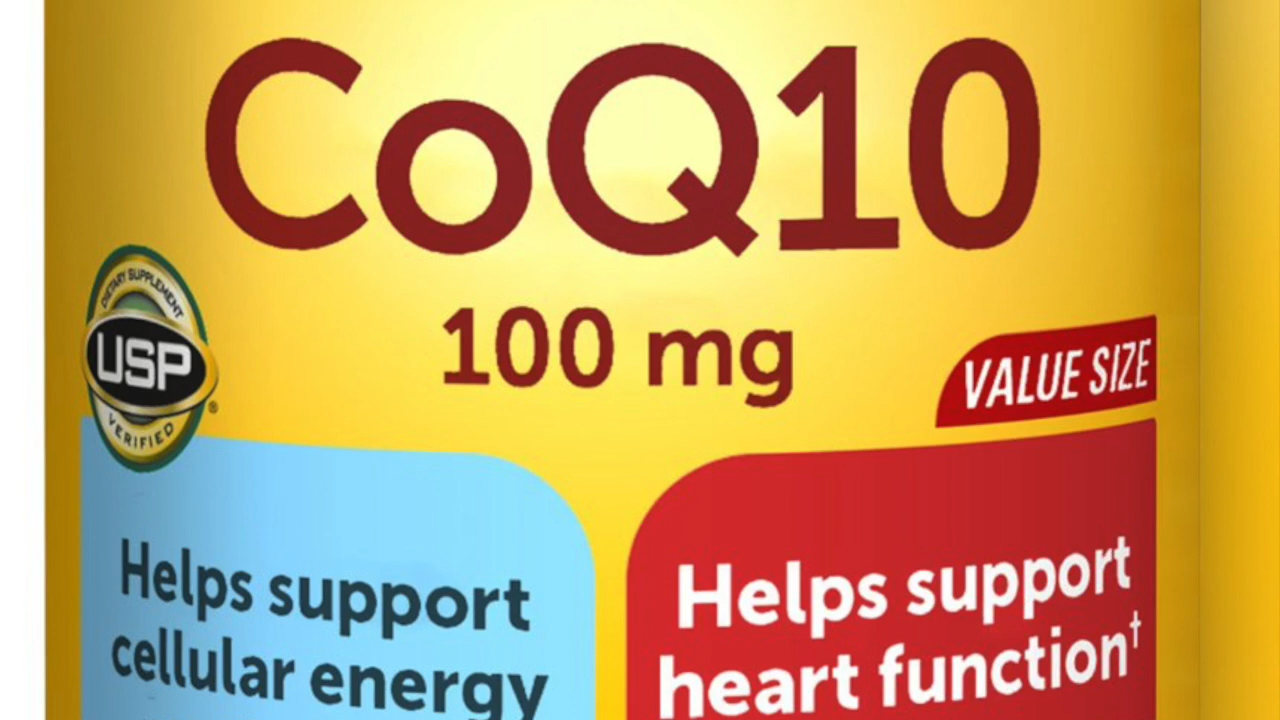 CoQ10
100 mg
DIETARY SUPPLEMENT
USP
VERIFIED
®
VALUE SIZE
Helps support
cellular energy
Helps support
heart function†